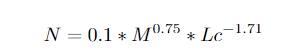 N = 0.1 ∗ M^0.75 ∗ Lc^−1.71